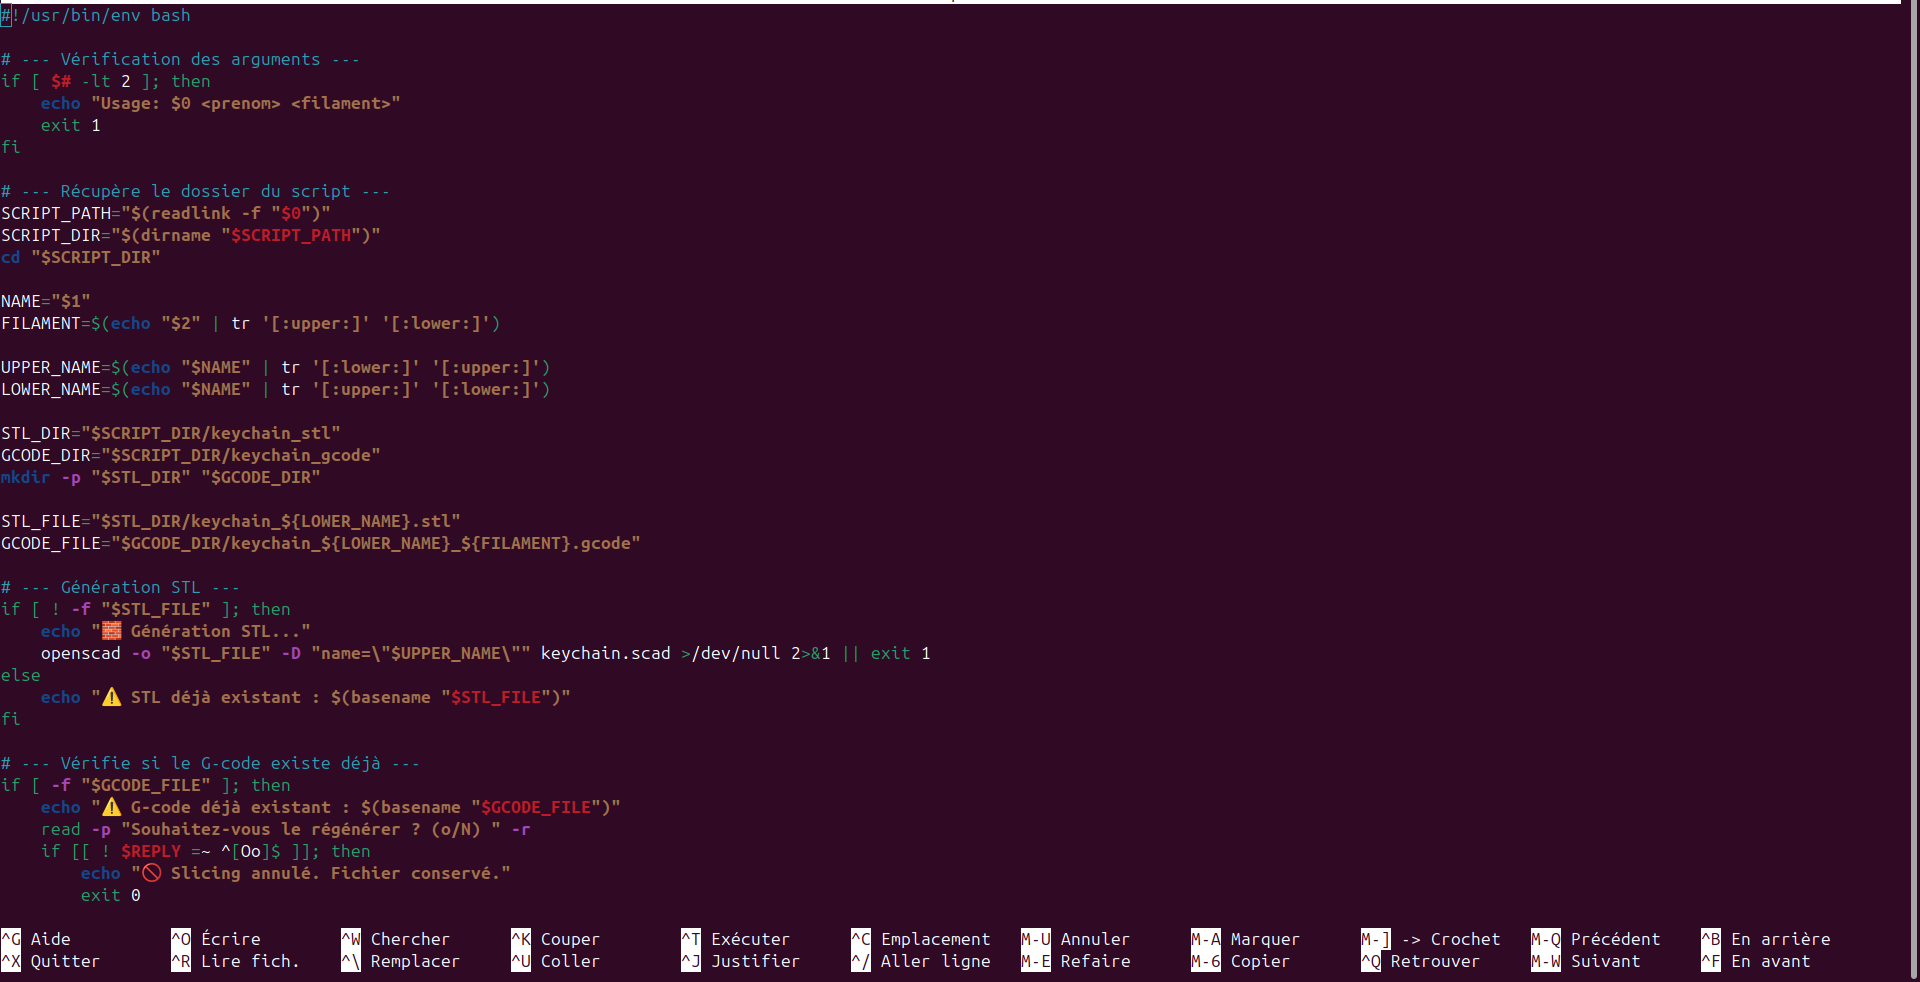 #!/usr/bin/env bash
# --- Vérification des arguments ---
if [ $# -lt 2 ]; then
    echo "Usage: $0 <prenom> <filament>"
    exit 1
fi
# --- Récupère le dossier du script ---
SCRIPT_PATH="$(readlink -f "$0")"
SCRIPT_DIR="$(dirname "$SCRIPT_PATH")"
cd "$SCRIPT_DIR"
NAME="$1"
FILAMENT=$(echo "$2" | tr '[:upper:]' '[:lower:]')
UPPER_NAME=$(echo "$NAME" | tr '[:lower:]' '[:upper:]')
LOWER_NAME=$(echo "$NAME" | tr '[:upper:]' '[:lower:]')
STL_DIR="$SCRIPT_DIR/keychain_stl"
GCODE_DIR="$SCRIPT_DIR/keychain_gcode"
mkdir -p "$STL_DIR" "$GCODE_DIR"
STL_FILE="$STL_DIR/keychain_${LOWER_NAME}.stl"
GCODE_FILE="$GCODE_DIR/keychain_${LOWER_NAME}_${FILAMENT}.gcode"
# --- Génération STL ---
if [ ! -f "$STL_FILE" ]; then
    echo "🧱 Génération STL..."
    openscad -o "$STL_FILE" -D "name=\"$UPPER_NAME\"" keychain.scad >/dev/null 2>&1 || exit 1
else
    echo "⚠️ STL déjà existant : $(basename "$STL_FILE")"
fi
# --- Vérifie si le G-code existe déjà ---
if [ -f "$GCODE_FILE" ]; then
    echo "⚠️ G-code déjà existant : $(basename "$GCODE_FILE")"
    read -p "Souhaitez-vous le régénérer ? (o/N) " -r
    if [[ ! $REPLY =~ ^[Oo]$ ]]; then
        echo "🚫 Slicing annulé. Fichier conservé."
        exit 0
^G Aide ^O Écrire ^W Chercher ^K Couper ^T Exécuter ^C Emplacement M-U Annuler M-A Marquer M-] -> Crochet M-Q Précédent ^B En arrière
^X Quitter ^R Lire fich. ^\ Remplacer ^U Coller ^J Justifier ^/ Aller ligne M-E Refaire M-6 Copier ^Q Retrouver M-W Suivant ^F En avant